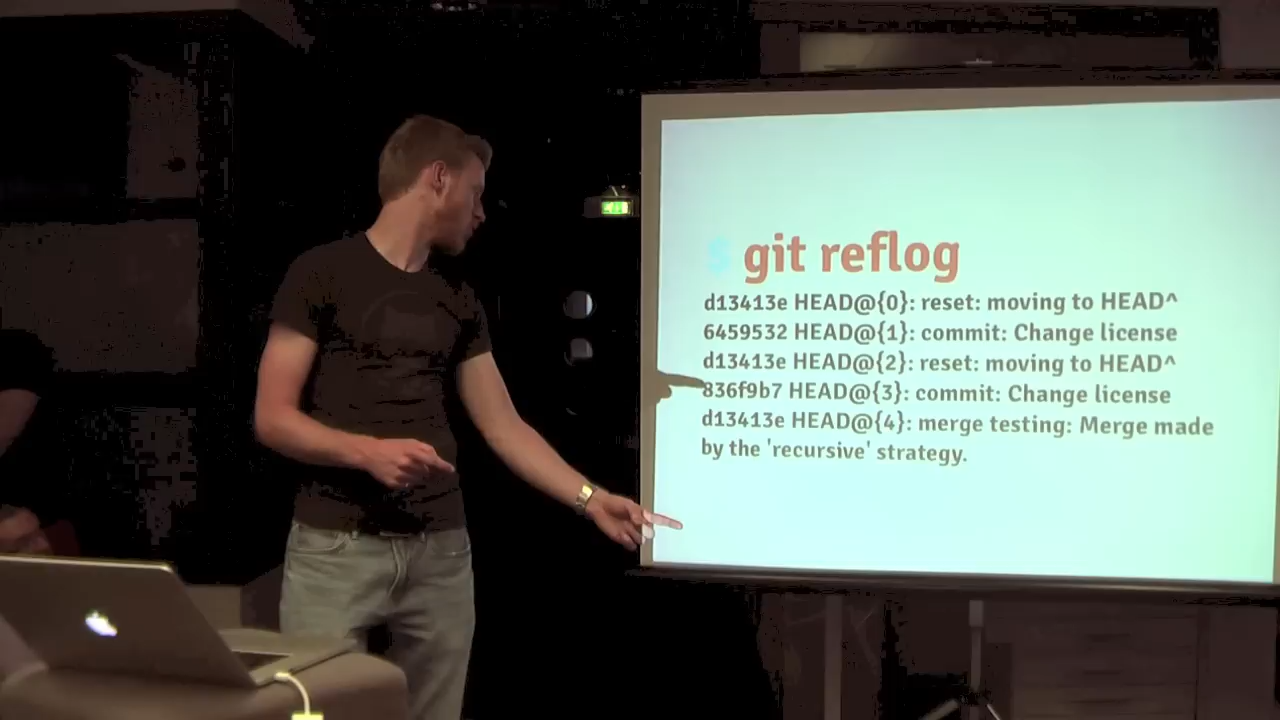 $ git reflog
d13413e HEAD@{0}: reset: moving to HEAD^
6459532 HEAD@{1}: commit: Change license
d13413e HEAD@{2}: reset: moving to HEAD^
836f9b7 HEAD@{3}: commit: Change license
d13413e HEAD@{4}: merge testing: Merge made
by the 'recursive' strategy.